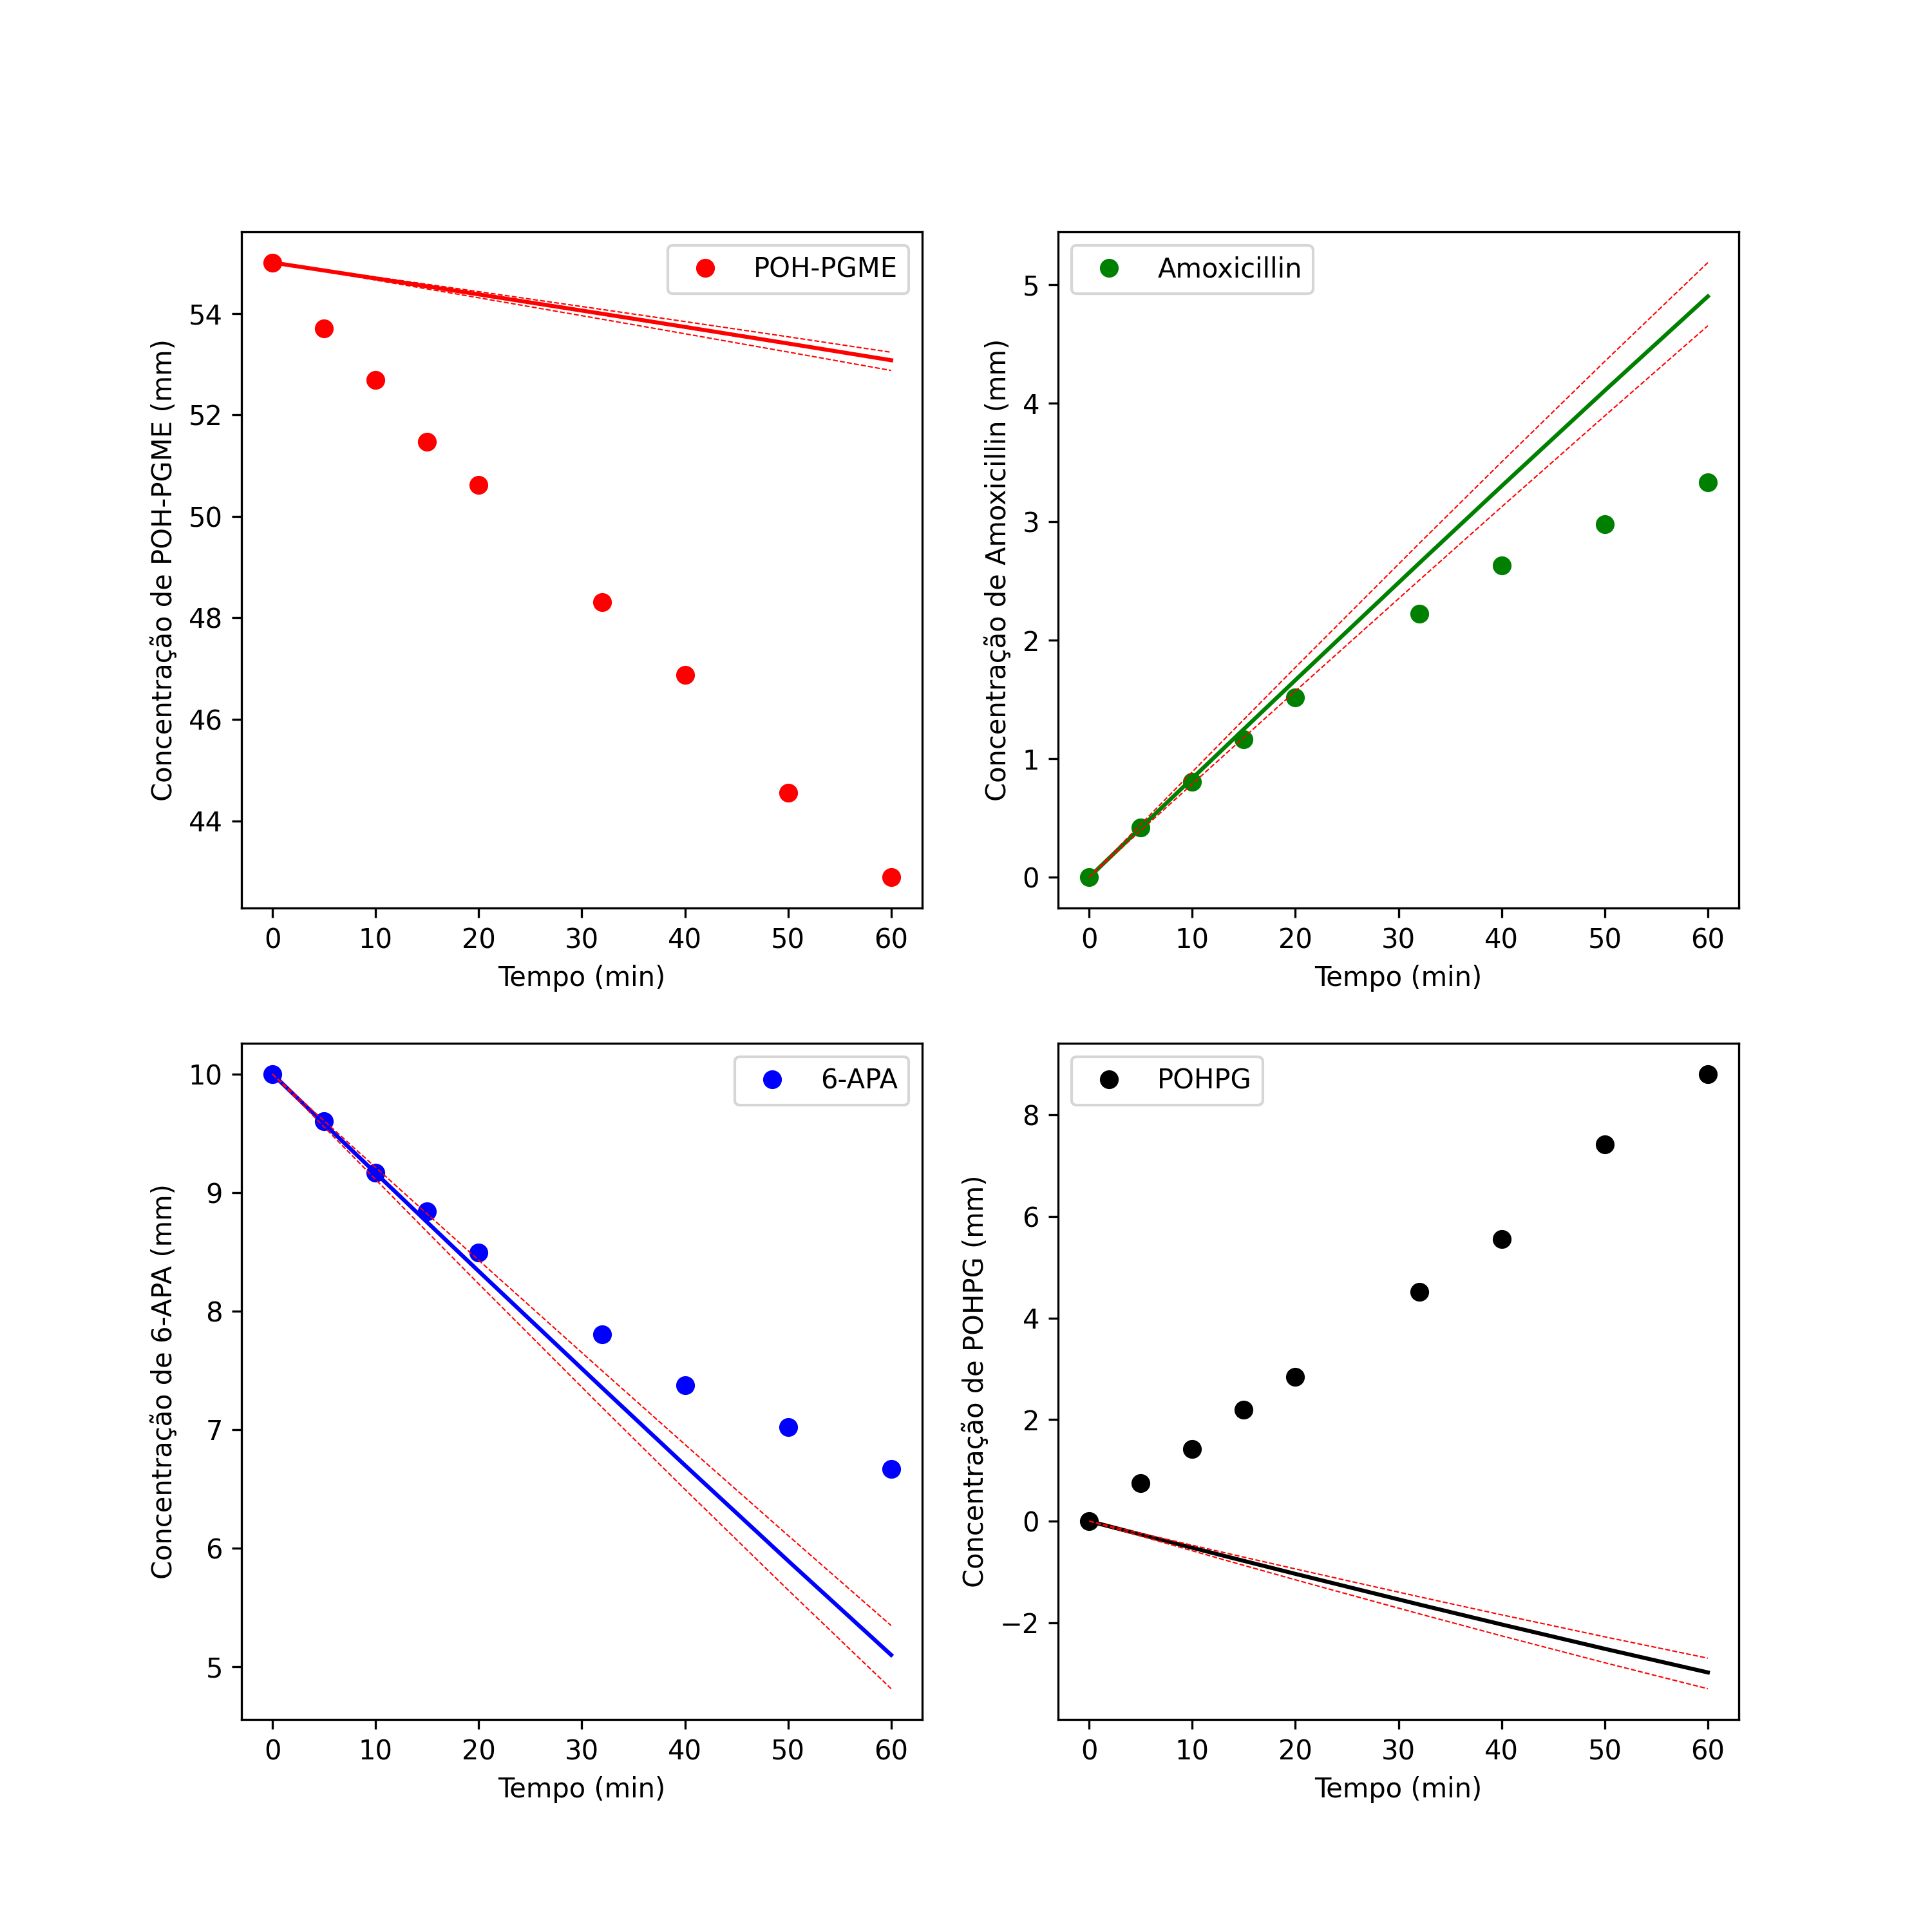 POH-PGME
Concentração de POH-PGME (mm)
54
52
50
48
46
44
0 10 20 30 40 50 60
Tempo (min)
Amoxicillin
Concentração de Amoxicillin (mm)
5
4
3
2
1
0
0 10 20 30 40 50 60
Tempo (min)
6-APA
Concentração de 6-APA (mm)
10
9
8
7
6
5
0 10 20 30 40 50 60
Tempo (min)
POHPG
Concentração de POHPG (mm)
8
6
4
2
0
−2
0 10 20 30 40 50 60
Tempo (min)